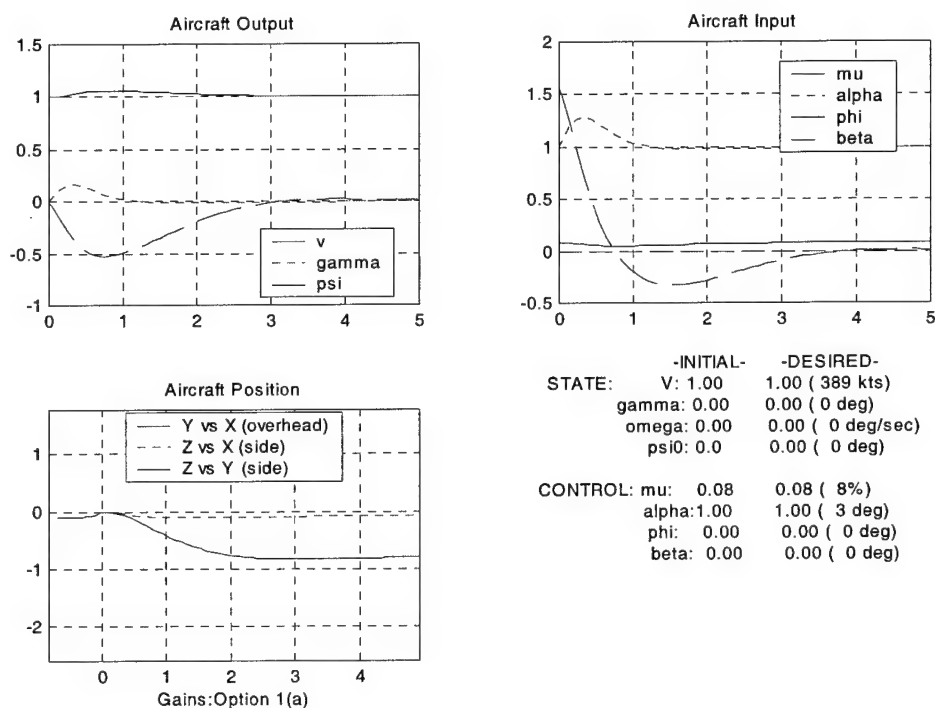 Aircraft Output
1.5
1
0.5
0
-0.5
-1
0 1 2 3 4 5
v
gamma
psi
Aircraft Input
2
1.5
1
0.5
0
-0.5
0 1 2 3 4 5
mu
alpha
phi
beta
Aircraft Position
1
0
-1
-2
0 1 2 3 4
Y vs X (overhead)
Z vs X (side)
Z vs Y (side)
Gains:Option 1(a)
-INITIAL- -DESIRED-
STATE: V: 1.00 1.00 ( 389 kts)
gamma: 0.00 0.00 ( 0 deg)
omega: 0.00 0.00 ( 0 deg/sec)
psi0: 0.0 0.00 ( 0 deg)
CONTROL: mu: 0.08 0.08 ( 8%)
alpha: 1.00 1.00 ( 3 deg)
phi: 0.00 0.00 ( 0 deg)
beta: 0.00 0.00 ( 0 deg)